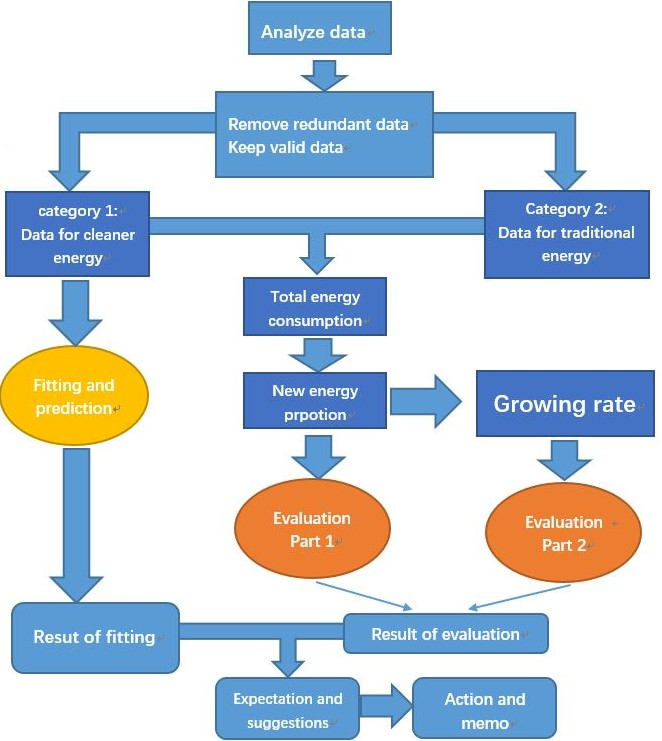 Analyze data
Remove redundant data
Keep valid data
category 1:
Data for cleaner
energy
Category 2:
Data for traditional
energy
Total energy
consumption
Fitting and
prediction
New energy
prpotion
Growing rate
Evaluation
Part 1
Evaluation
Part 2
Resut of fitting
Result of evaluation
Expectation and
suggestions
Action and
memo